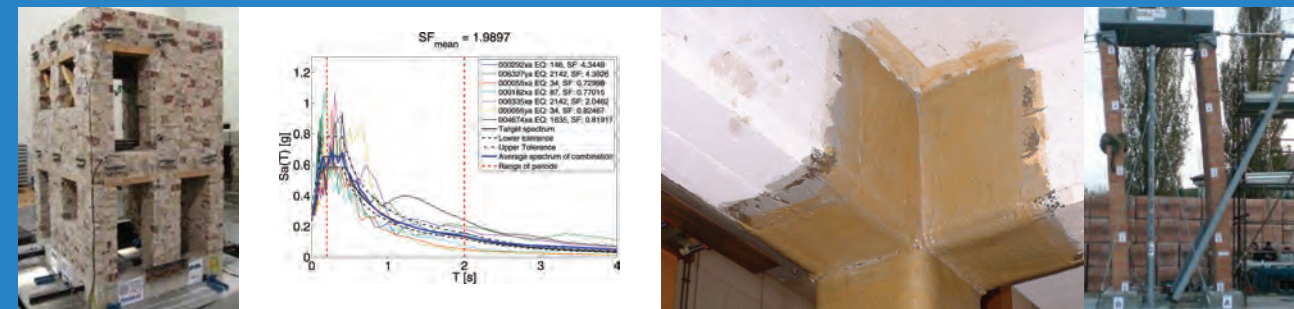 SF_mean = 1.9897
1.2
1
0.8
0.6
0.4
0.2
0
Sa(T) [g]
000292xa EQ: 146, SF: 4.3449
006327ya EQ: 2142, SF: 4.3626
000055xa EQ: 34, SF: 0.72998
000182xa EQ: 87, SF: 0.77015
006335xa EQ: 2142, SF: 2.0462
000055ya EQ: 34, SF: 0.82467
004674xa EQ: 1635, SF: 0.81917
Target spectrum
Lower tolerance
Upper Tolerance
Average spectrum of combination
Range of periods
0 1 2 3 4
T [s]
B
A